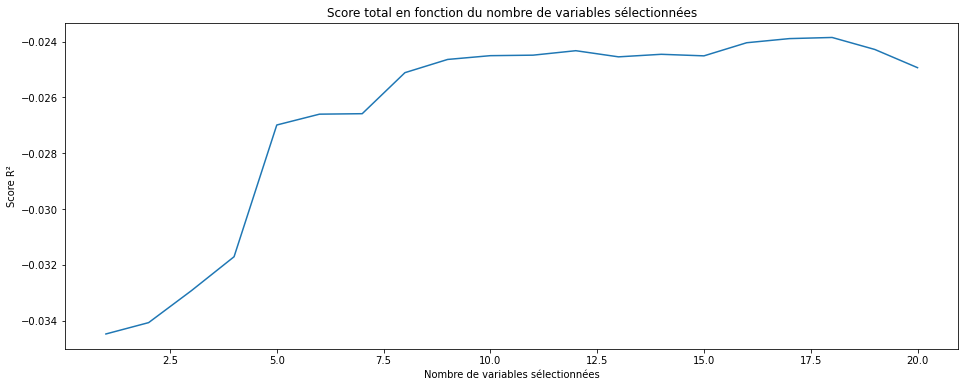 Score total en fonction du nombre de variables sélectionnées
−0.024
−0.026
−0.028
−0.030
−0.032
−0.034
Score R²
2.5 5.0 7.5 10.0 12.5 15.0 17.5 20.0
Nombre de variables sélectionnées